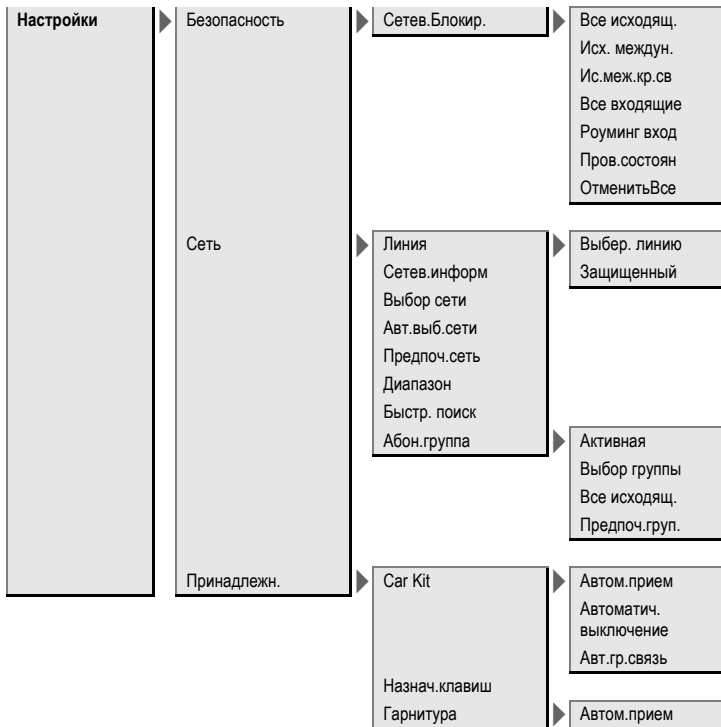 Настройки
Безопасность
Сетев.Блокир.
Все исходящ.
Исх. междун.
Ис.меж.кр.св
Все входящие
Роуминг вход
Пров.состоян
ОтменитьВсе
Сеть
Линия
Выбер. линию
Защищенный
Сетев.информ
Выбор сети
Авт.выб.сети
Предпоч.сеть
Диапазон
Быстр. поиск
Абон.группа
Активная
Выбор группы
Все исходящ.
Предпоч.груп.
Принадлежн.
Car Kit
Автом.прием
Автоматич.
выключение
Авт.гр.связь
Назнач.клавиш
Гарнитура
Автом.прием